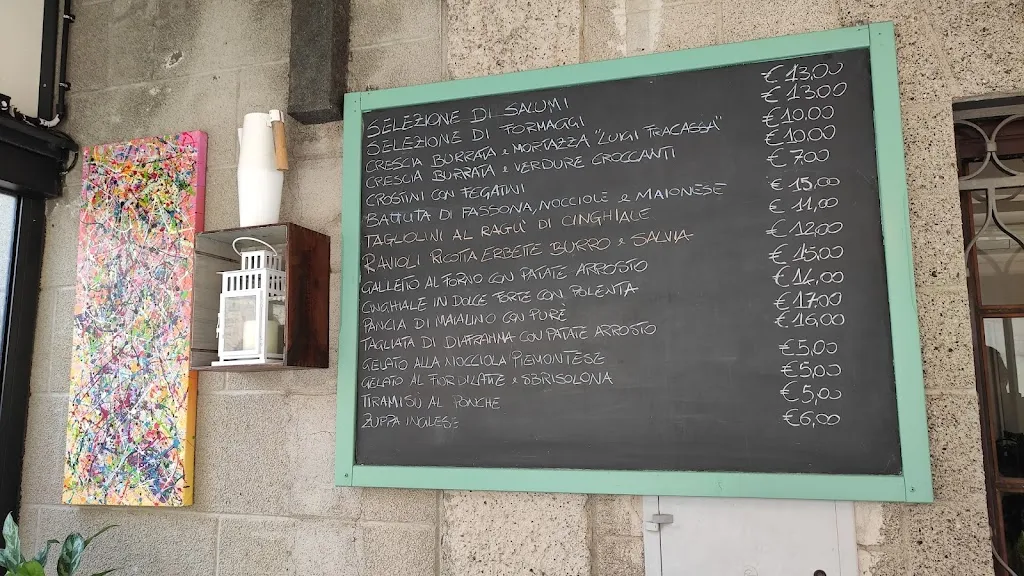 SELEZIONE DI SALUMI € 13,00
SELEZIONE DI FORMAGGI € 13,00
CRESCIA BURRATA e MORTAZZA "LUIGI TRACASSA" € 10,00
CRESCIA BURRATA e VERDURE CROCCANTI € 10,00
CROSTINI CON FEGATINI € 7,00
BATTUTA DI FASSONA, NOCCIOLE e MAIONESE € 15,00
TAGLIOLINI AL RAGU' DI CINGHIALE € 11,00
RAVIOLI RICOTTA ERBETTE BURRO e SALVIA € 12,00
GALLETTO AL FORNO CON PATATE ARROSTO € 15,00
CINGHIALE IN DOLCE FORTE CON POLENTA € 14,00
PANCIA DI MAIALINO CON PURÈ € 17,00
TAGLIATA DI DIAFRAMMA CON PATATE ARROSTO € 16,00
GELATO ALLA NOCCIOLA PIEMONTESE € 5,00
GELATO AL FIOR DI LATTE e SBRISOLONA € 5,00
TIRAMISÙ AL PONCHE € 5,00
ZUPPA INGLESE € 6,00